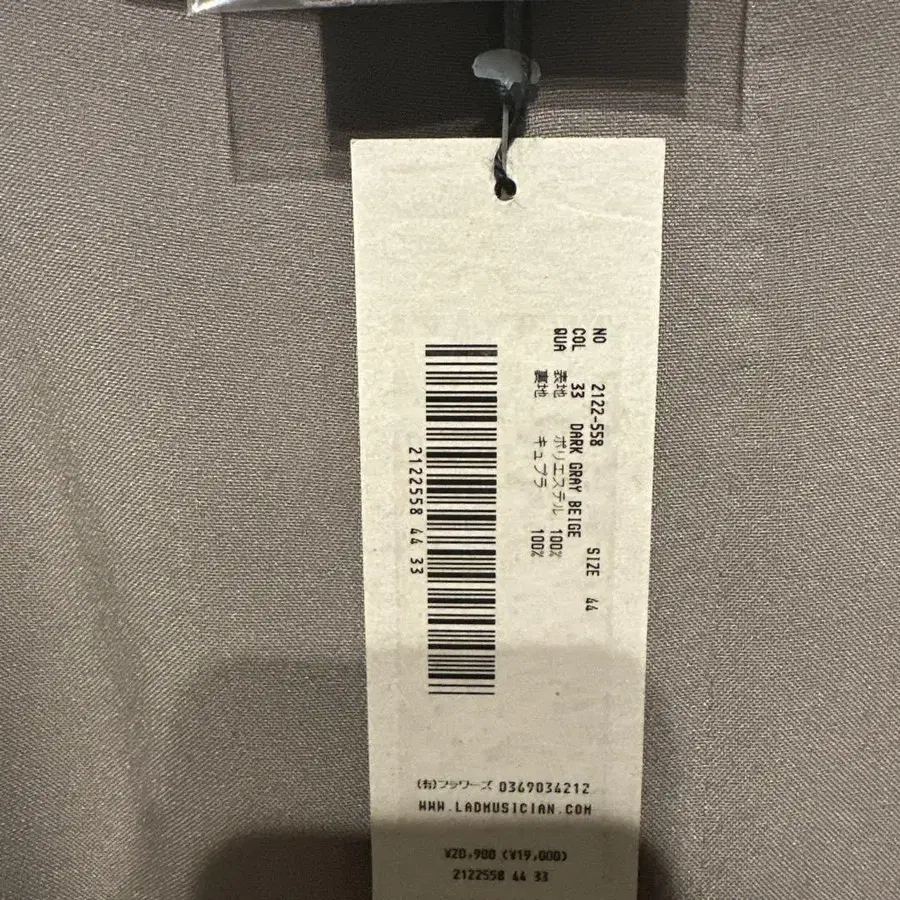 NO 2122-558 SIZE 44
COL 33 DARK GRAY BEIGE
QUA 表地 ポリエステル 100%
裏地 キュプラ 100%
2122558 44 33
(有)フラワーズ 0369034212
WWW.LADMUSICIAN.COM
¥20,900 (¥19,000)
2122558 44 33